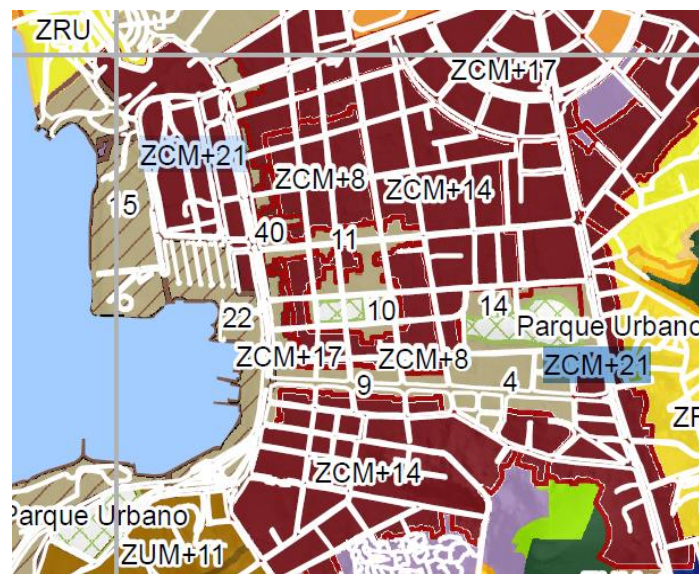 ZRU
ZCM+17
ZCM+21
ZCM+8
ZCM+14
15
40
11
22
10
14
Parque Urbano
ZCM+17
ZCM+8
ZCM+21
9
4
ZCM+14
Parque Urbano
ZUM+11